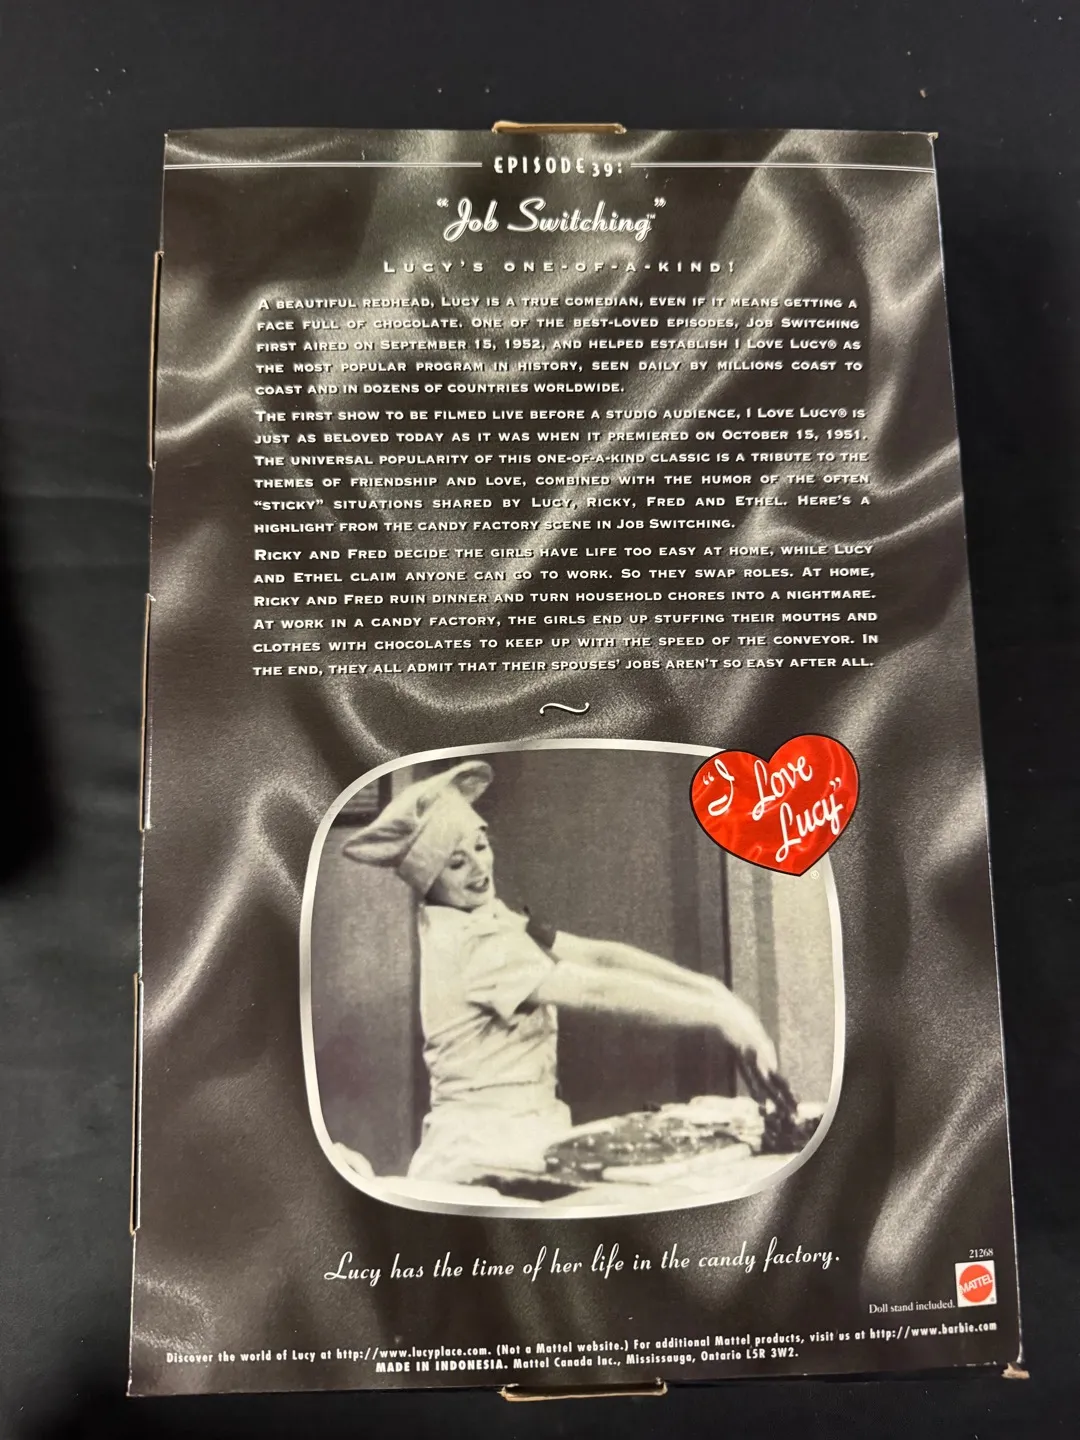 EPISODE 39:
"Job Switching™"
LUCY'S ONE-OF-A-KIND!
A BEAUTIFUL REDHEAD, LUCY IS A TRUE COMEDIAN, EVEN IF IT MEANS GETTING A
FACE FULL OF CHOCOLATE. ONE OF THE BEST-LOVED EPISODES, JOB SWITCHING
FIRST AIRED ON SEPTEMBER 15, 1952, AND HELPED ESTABLISH I LOVE LUCY® AS
THE MOST POPULAR PROGRAM IN HISTORY, SEEN DAILY BY MILLIONS COAST TO
COAST AND IN DOZENS OF COUNTRIES WORLDWIDE.
THE FIRST SHOW TO BE FILMED LIVE BEFORE A STUDIO AUDIENCE, I LOVE LUCY® IS
JUST AS BELOVED TODAY AS IT WAS WHEN IT PREMIERED ON OCTOBER 15, 1951.
THE UNIVERSAL POPULARITY OF THIS ONE-OF-A-KIND CLASSIC IS A TRIBUTE TO THE
THEMES OF FRIENDSHIP AND LOVE, COMBINED WITH THE HUMOR OF THE OFTEN
"STICKY" SITUATIONS SHARED BY LUCY, RICKY, FRED AND ETHEL. HERE'S A
HIGHLIGHT FROM THE CANDY FACTORY SCENE IN JOB SWITCHING.
RICKY AND FRED DECIDE THE GIRLS HAVE LIFE TOO EASY AT HOME, WHILE LUCY
AND ETHEL CLAIM ANYONE CAN GO TO WORK. SO THEY SWAP ROLES. AT HOME,
RICKY AND FRED RUIN DINNER AND TURN HOUSEHOLD CHORES INTO A NIGHTMARE.
AT WORK IN A CANDY FACTORY, THE GIRLS END UP STUFFING THEIR MOUTHS AND
CLOTHES WITH CHOCOLATES TO KEEP UP WITH THE SPEED OF THE CONVEYOR. IN
THE END, THEY ALL ADMIT THAT THEIR SPOUSES' JOBS AREN'T SO EASY AFTER ALL.
"I
Love
Lucy"
®
Lucy has the time of her life in the candy factory.
21268
MATTEL
®
Doll stand included.
Discover the world of Lucy at http://www.lucyplace.com. (Not a Mattel website.) For additional Mattel products, visit us at http://www.barbie.com
MADE IN INDONESIA. Mattel Canada Inc., Mississauga, Ontario L5R 3W2.